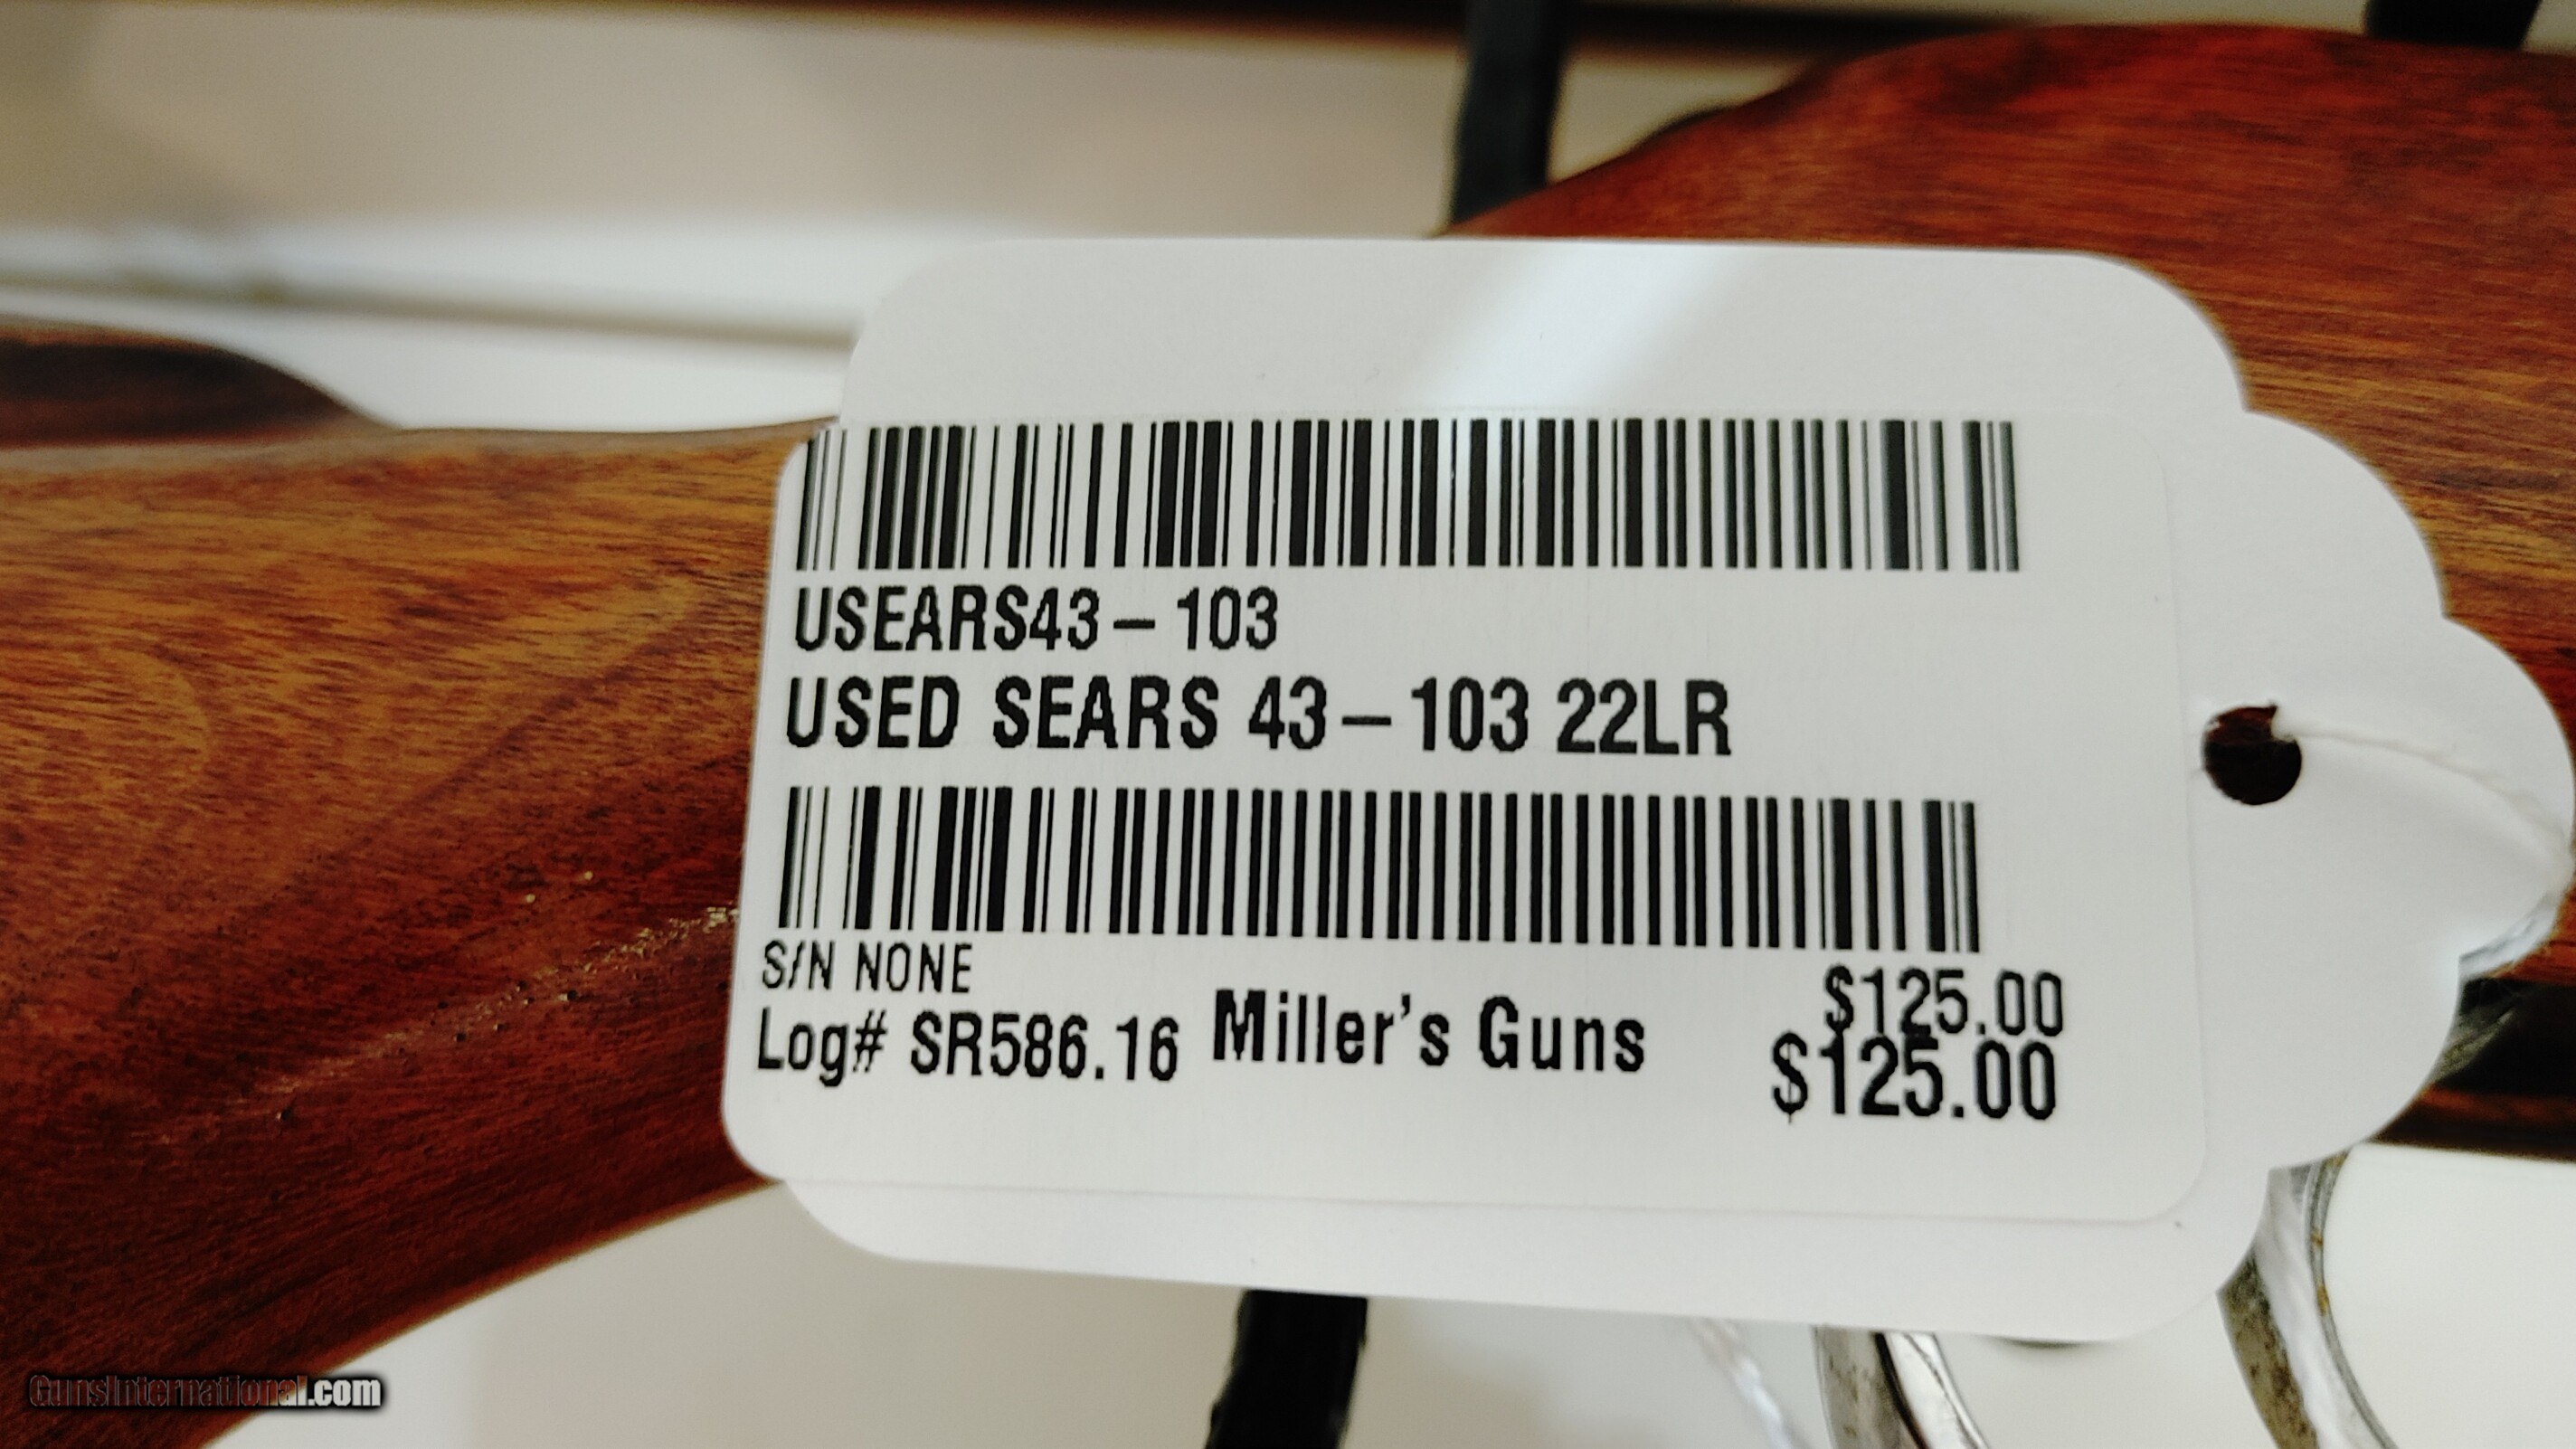 USEARS43-103
USED SEARS 43-103 22LR
S/N NONE
$125.00
Log# SR586.16 Miller's Guns $125.00
GunsInternational.com